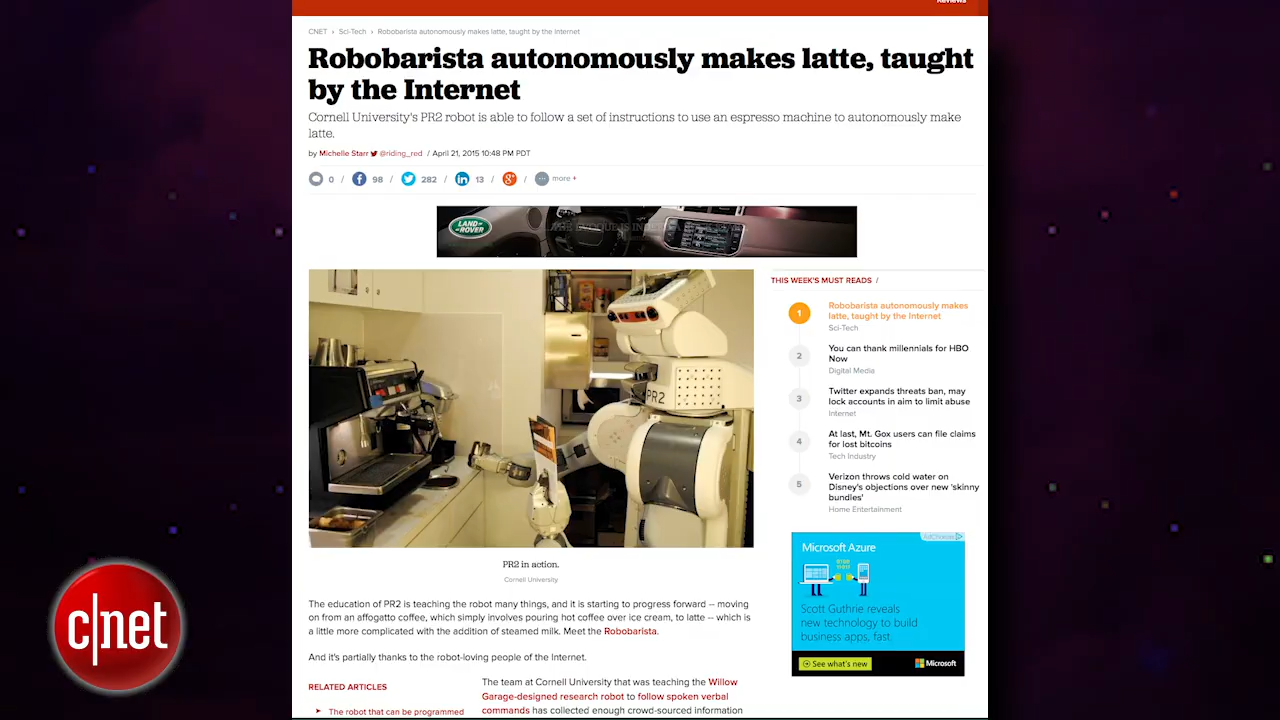 Reviews
CNET › Sci-Tech › Robobarista autonomously makes latte, taught by the Internet
Robobarista autonomously makes latte, taught
by the Internet
Cornell University's PR2 robot is able to follow a set of instructions to use an espresso machine to autonomously make
latte.
by Michelle Starr @riding_red / April 21, 2015 10:48 PM PDT
0 / 98 / 282 / in 13 / g+ / more +
LAND ROVER
PR2
PR2 in action.
Cornell University
The education of PR2 is teaching the robot many things, and it is starting to progress forward -- moving
on from an affogatto coffee, which simply involves pouring hot coffee over ice cream, to latte -- which is
a little more complicated with the addition of steamed milk. Meet the Robobarista.
And it's partially thanks to the robot-loving people of the Internet.
RELATED ARTICLES
The robot that can be programmed
The team at Cornell University that was teaching the Willow
Garage-designed research robot to follow spoken verbal
commands has collected enough crowd-sourced information
THIS WEEK'S MUST READS /
1
Robobarista autonomously makes
latte, taught by the Internet
Sci-Tech
2
You can thank millennials for HBO
Now
Digital Media
3
Twitter expands threats ban, may
lock accounts in aim to limit abuse
Internet
4
At last, Mt. Gox users can file claims
for lost bitcoins
Tech Industry
5
Verizon throws cold water on
Disney's objections over new 'skinny
bundles'
Home Entertainment
AdChoices
Microsoft Azure
Scott Guthrie reveals
new technology to build
business apps, fast.
See what's new
Microsoft
c|net